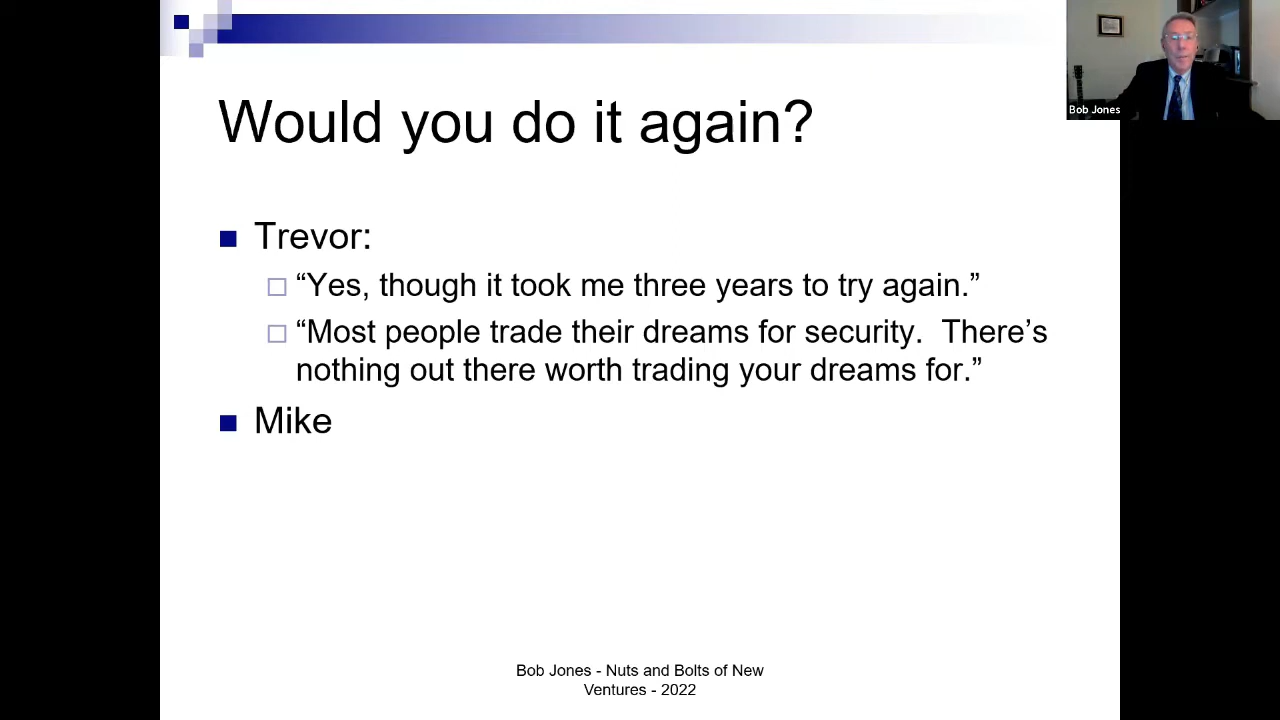 Would you do it again?
Trevor:
“Yes, though it took me three years to try again.”
“Most people trade their dreams for security.  There’s
nothing out there worth trading your dreams for.”
Mike
Bob Jones - Nuts and Bolts of New
Ventures - 2022
Bob Jones